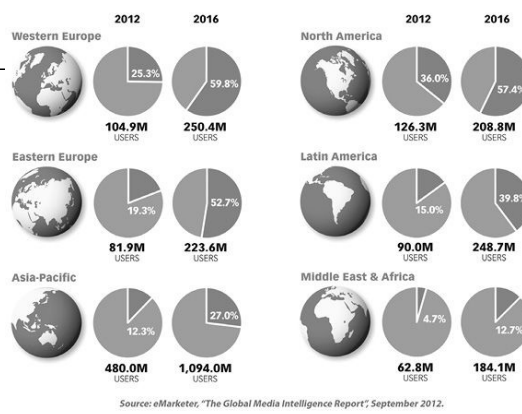 2012 2016 2012 2016
Western Europe North America
25.3% 59.8% 36.0% 57.4%
104.9M 250.4M 126.3M 208.8M
USERS USERS USERS USERS
Eastern Europe Latin America
19.3% 52.7% 15.0% 39.8%
81.9M 223.6M 90.0M 248.7M
USERS USERS USERS USERS
Asia-Pacific Middle East & Africa
12.3% 27.0% 4.7% 12.7%
480.0M 1,094.0M 62.8M 184.1M
USERS USERS USERS USERS
Source: eMarketer, "The Global Media Intelligence Report", September 2012.